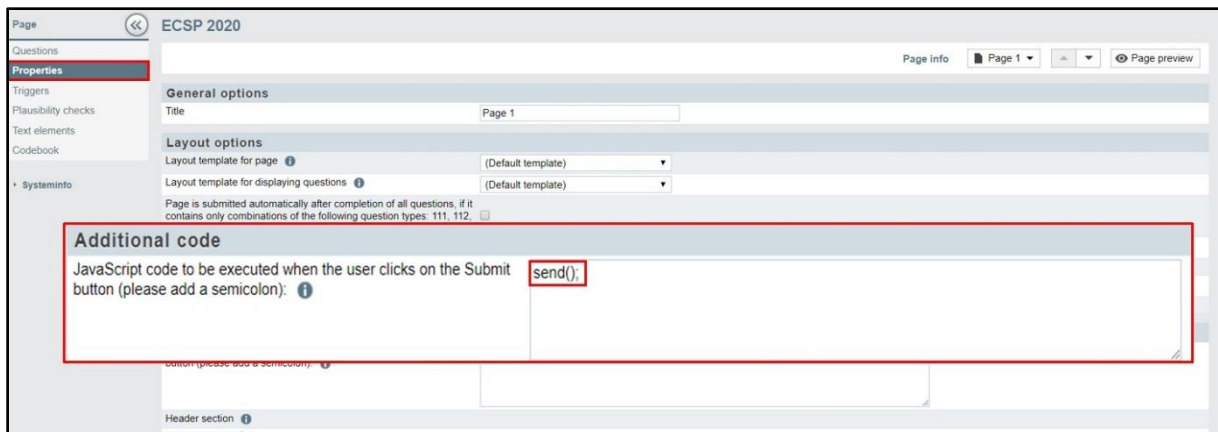 Page
ECSP 2020
Questions
Properties
Triggers
Plausibility checks
Text elements
Codebook
Systeminfo
Page info
Page 1
Page preview
General options
Title
Page 1
Layout options
Layout template for page
(Default template)
Layout template for displaying questions
(Default template)
Page is submitted automatically after completion of all questions, if it
contains only combinations of the following question types: 111, 112,
Additional code
JavaScript code to be executed when the user clicks on the Submit
button (please add a semicolon):
send();
button (please add a semicolon):
Header section